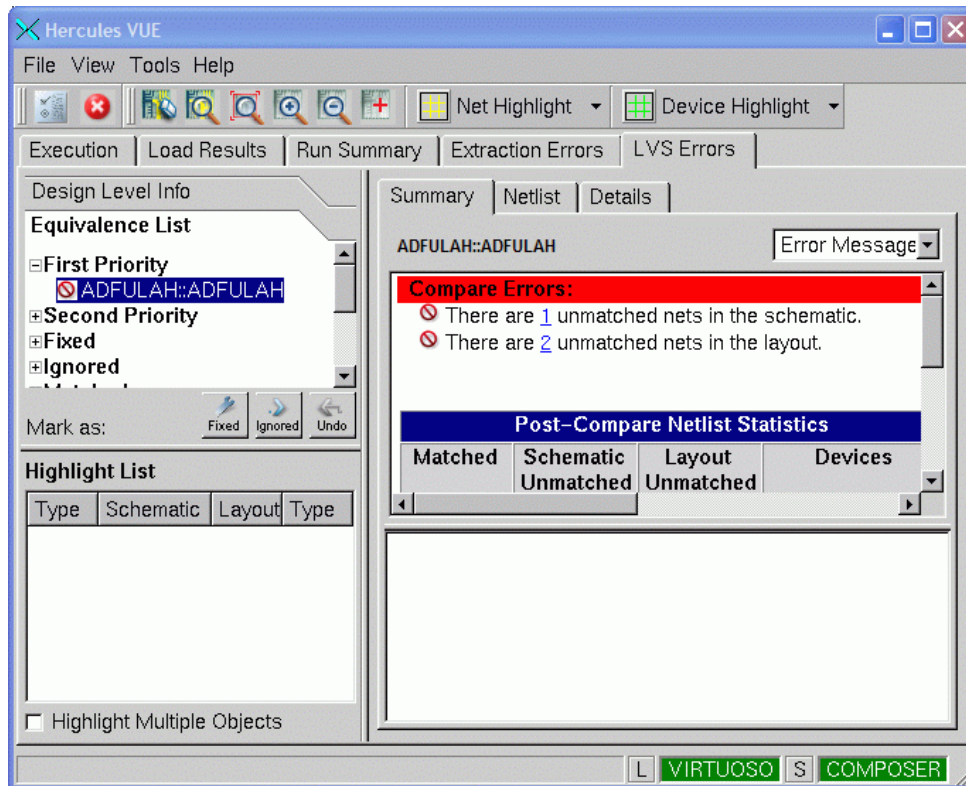 Hercules VUE
File View Tools Help
Net Highlight
Device Highlight
Execution
Load Results
Run Summary
Extraction Errors
LVS Errors
Design Level Info
Equivalence List
First Priority
ADFULAH::ADFULAH
Second Priority
Fixed
Ignored
Mark as:
Fixed
Ignored
Undo
Highlight List
Type Schematic Layout Type
Highlight Multiple Objects
Summary
Netlist
Details
ADFULAH::ADFULAH
Error Message
Compare Errors:
There are 1 unmatched nets in the schematic.
There are 2 unmatched nets in the layout.
Post-Compare Netlist Statistics
Matched
Schematic
Unmatched
Layout
Unmatched
Devices
L VIRTUOSO S COMPOSER